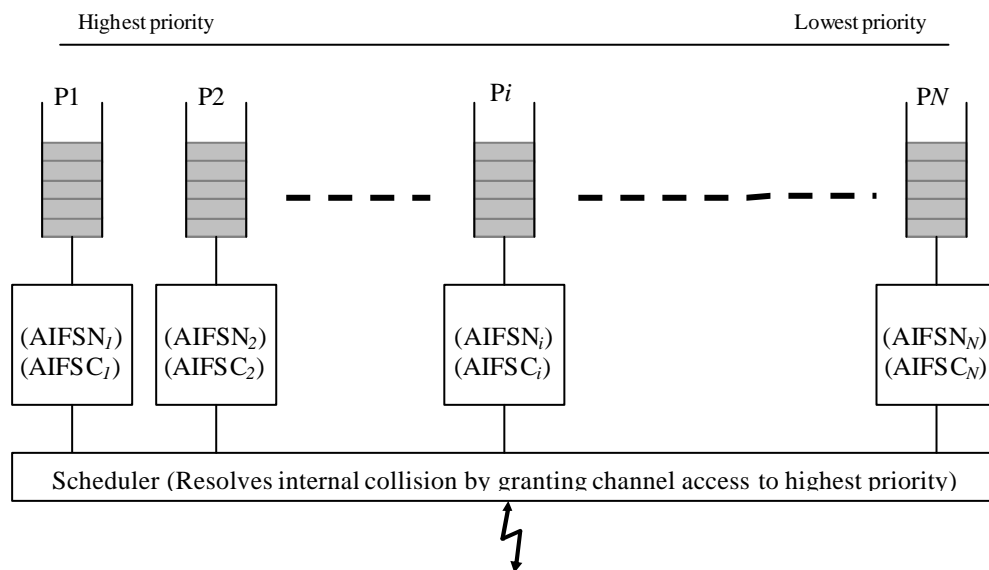 Highest priority Lowest priority
P1 P2 Pi PN
(AIFSN1) (AIFSN2) (AIFSNi) (AIFSNN)
(AIFSC1) (AIFSC2) (AIFSCi) (AIFSCN)
Scheduler (Resolves internal collision by granting channel access to highest priority)